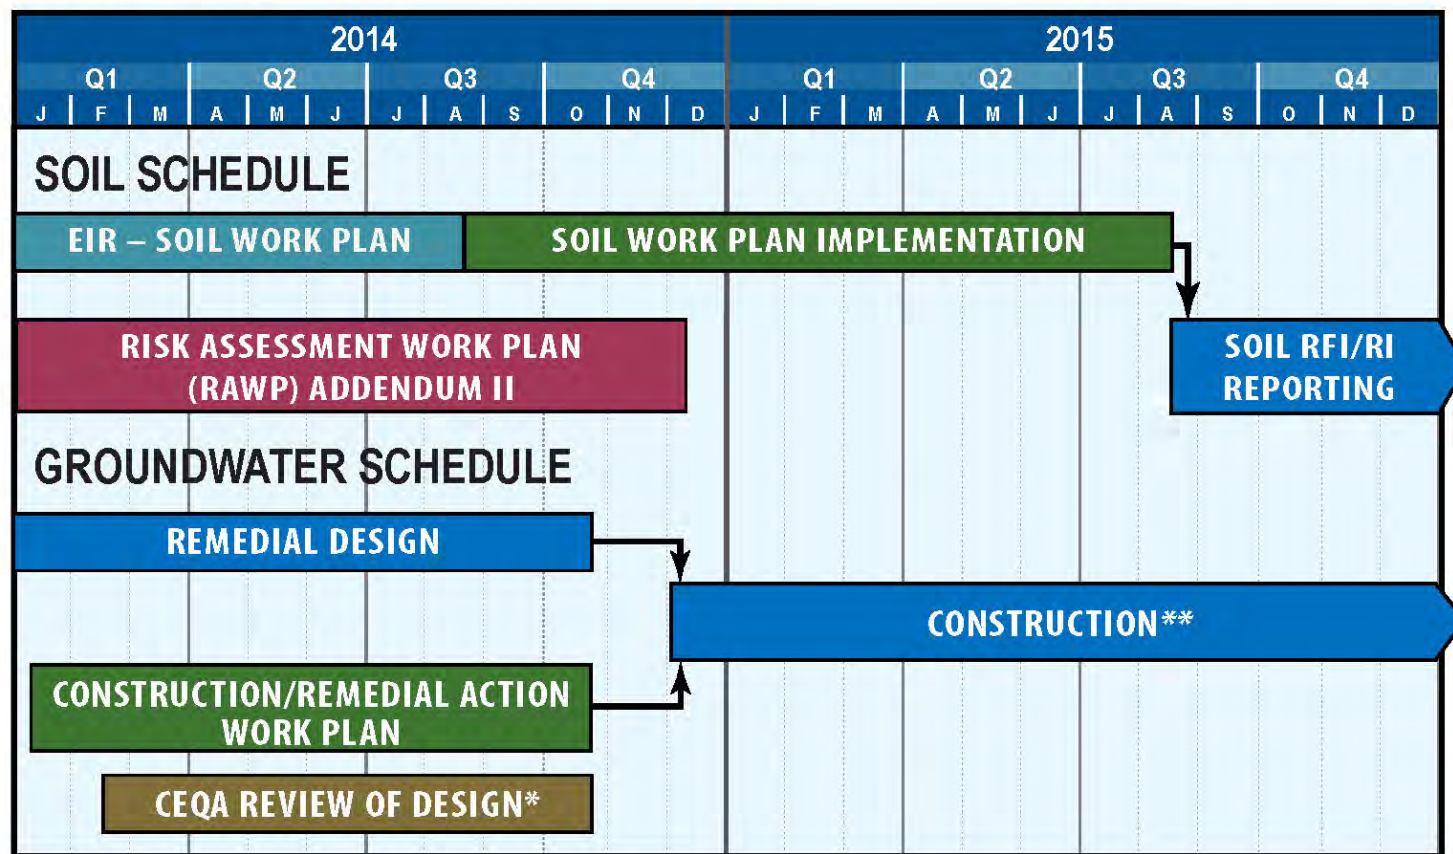 2014 2015
Q1 Q2 Q3 Q4 Q1 Q2 Q3 Q4
J F M A M J J A S O N D J F M A M J J A S O N D
SOIL SCHEDULE
EIR – SOIL WORK PLAN SOIL WORK PLAN IMPLEMENTATION
RISK ASSESSMENT WORK PLAN
(RAWP) ADDENDUM II
SOIL RFI/RI
REPORTING
GROUNDWATER SCHEDULE
REMEDIAL DESIGN
CONSTRUCTION**
CONSTRUCTION/REMEDIAL ACTION
WORK PLAN
CEQA REVIEW OF DESIGN*